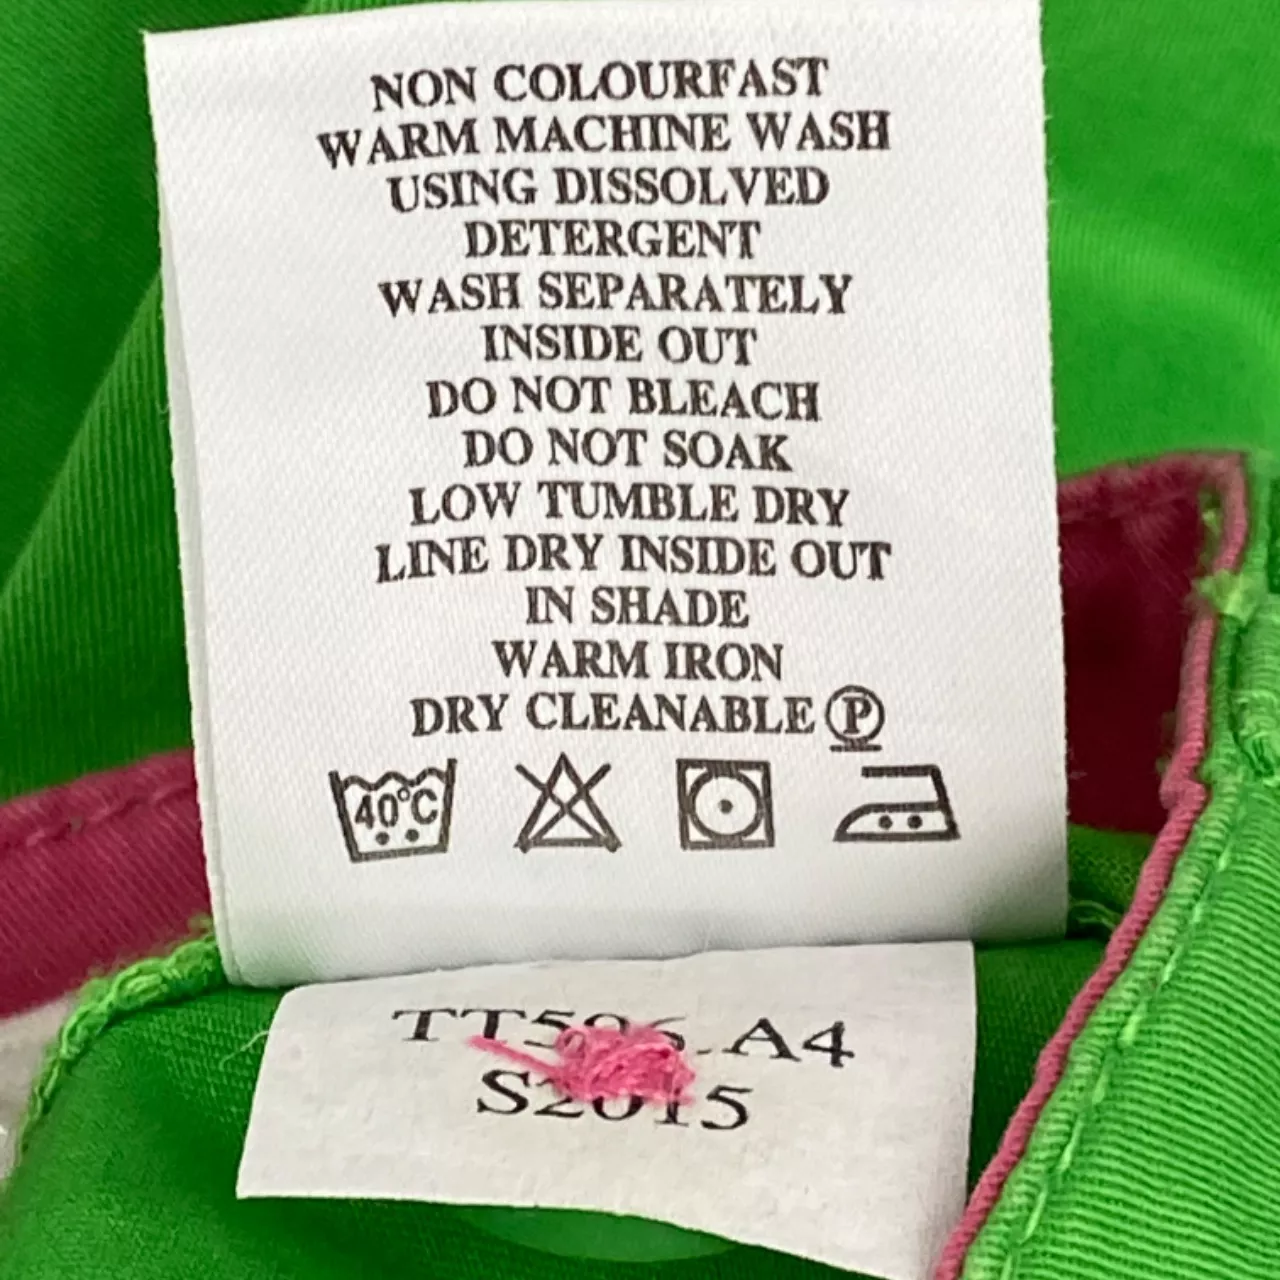 NON COLOURFAST
WARM MACHINE WASH
USING DISSOLVED
DETERGENT
WASH SEPARATELY
INSIDE OUT
DO NOT BLEACH
DO NOT SOAK
LOW TUMBLE DRY
LINE DRY INSIDE OUT
IN SHADE
WARM IRON
DRY CLEANABLE P
40°C
S2015